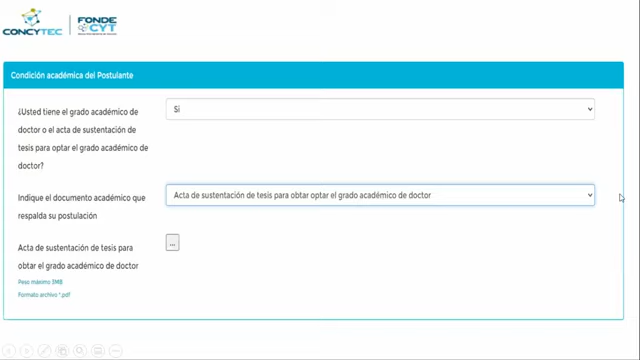 CONCYTEC
FONDE
CYT
Condición académica del Postulante
¿Usted tiene el grado académico de
doctor o el acta de sustentación de
tesis para optar el grado académico de
doctor?
Si
Indique el documento académico que
respalda su postulación
Acta de sustentación de tesis para obtar optar el grado académico de doctor
Acta de sustentación de tesis para
obtar el grado académico de doctor
...
Peso máximo 3MB
Formato archivo *.pdf